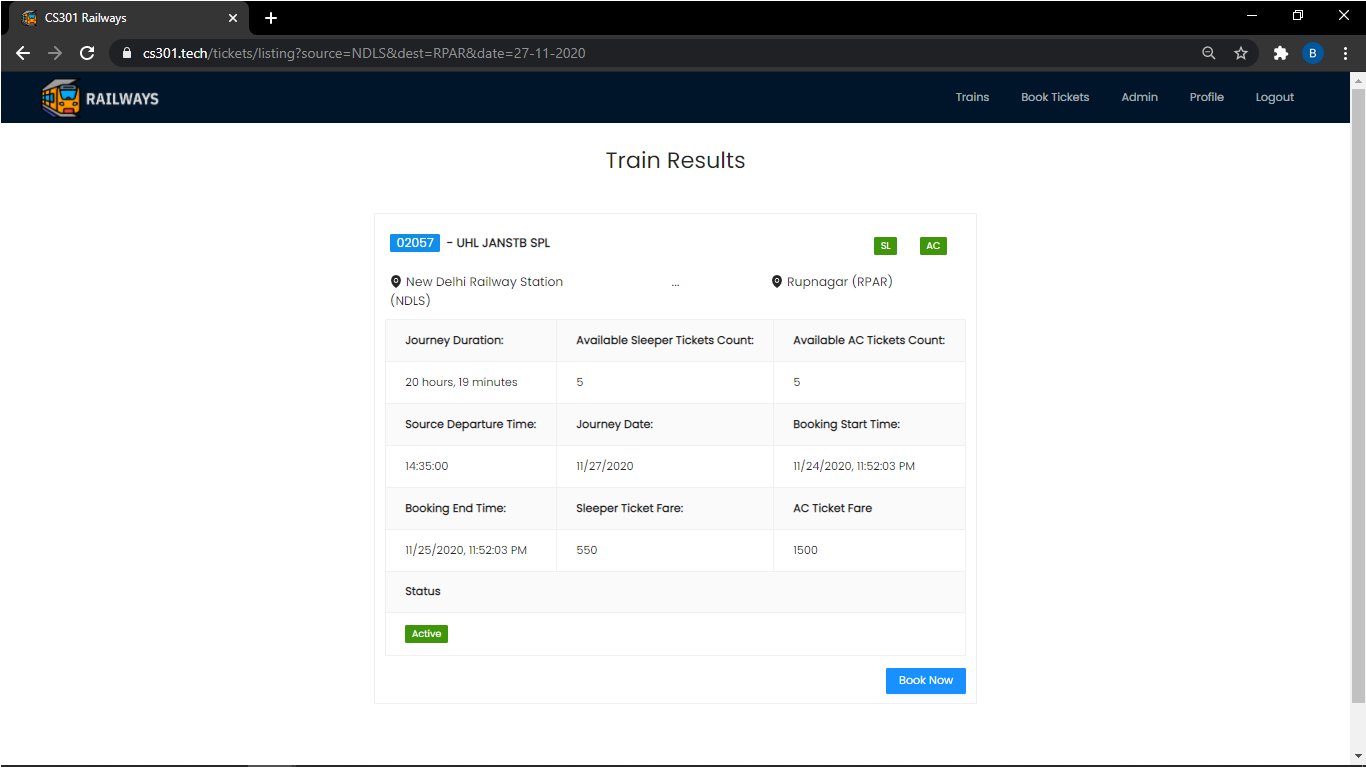 CS301 Railways
cs301.tech/tickets/listing?source=NDLS&dest=RPAR&date=27-11-2020
B
RAILWAYS
Trains Book Tickets Admin Profile Logout
Train Results
02057 - UHL JANSTB SPL SL AC
New Delhi Railway Station ... Rupnagar (RPAR)
(NDLS)
Journey Duration: Available Sleeper Tickets Count: Available AC Tickets Count:
20 hours, 19 minutes 5 5
Source Departure Time: Journey Date: Booking Start Time:
14:35:00 11/27/2020 11/24/2020, 11:52:03 PM
Booking End Time: Sleeper Ticket Fare: AC Ticket Fare
11/25/2020, 11:52:03 PM 550 1500
Status
Active
Book Now